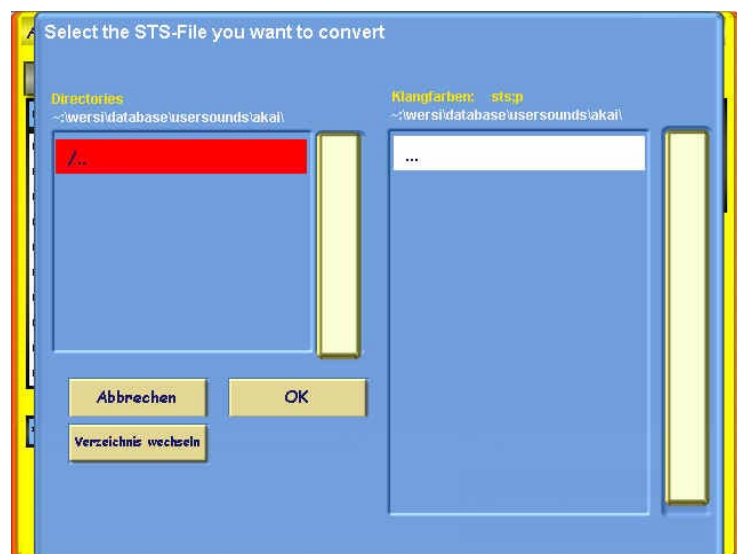 Select the STS-File you want to convert
Directories
~:\wersi\database\usersounds\akai\
/..
Klangfarben: sts;p
~:\wersi\database\usersounds\akai\
...
Abbrechen
OK
Verzeichnis wechseln